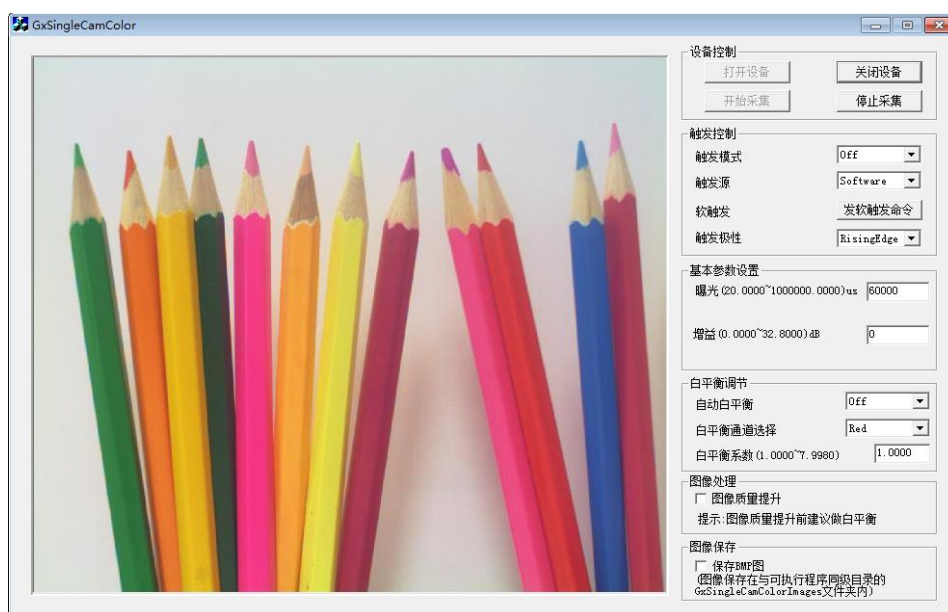 GxSingleCamColor
设备控制
打开设备 关闭设备
开始采集 停止采集
触发控制
触发模式 Off
触发源 Software
软触发 发软触发命令
触发极性 RisingEdge
基本参数设置
曝光(20.0000~1000000.0000)us 60000
增益(0.0000~32.8000)dB 0
白平衡调节
自动白平衡 Off
白平衡通道选择 Red
白平衡系数(1.0000~7.9980) 1.0000
图像处理
图像质量提升
提示:图像质量提升前建议做白平衡
图像保存
保存BMP图
(图像保存在与可执行程序同级目录的
GxSingleCamColorImages文件夹内)